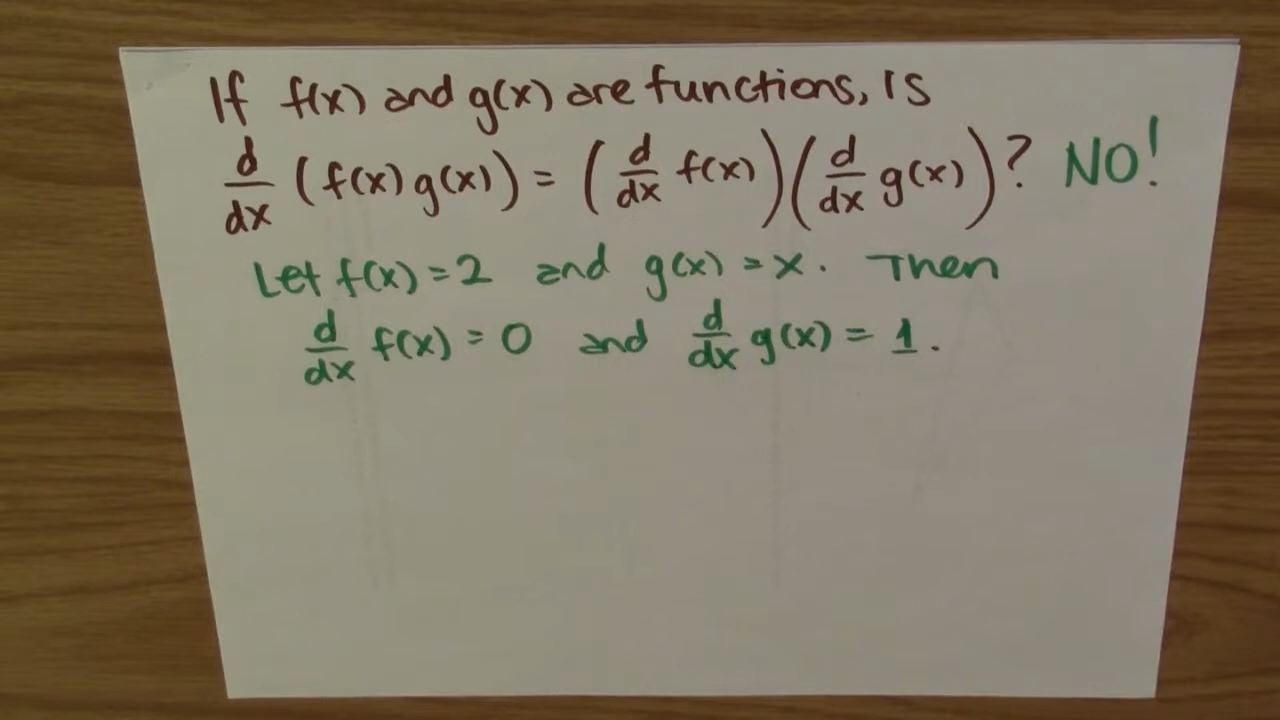 If f(x) and g(x) are functions, is
d/dx (f(x)g(x)) = (d/dx f(x))(d/dx g(x))? NO!
Let f(x)=2 and g(x)=x. Then
d/dx f(x)=0 and d/dx g(x)=1.